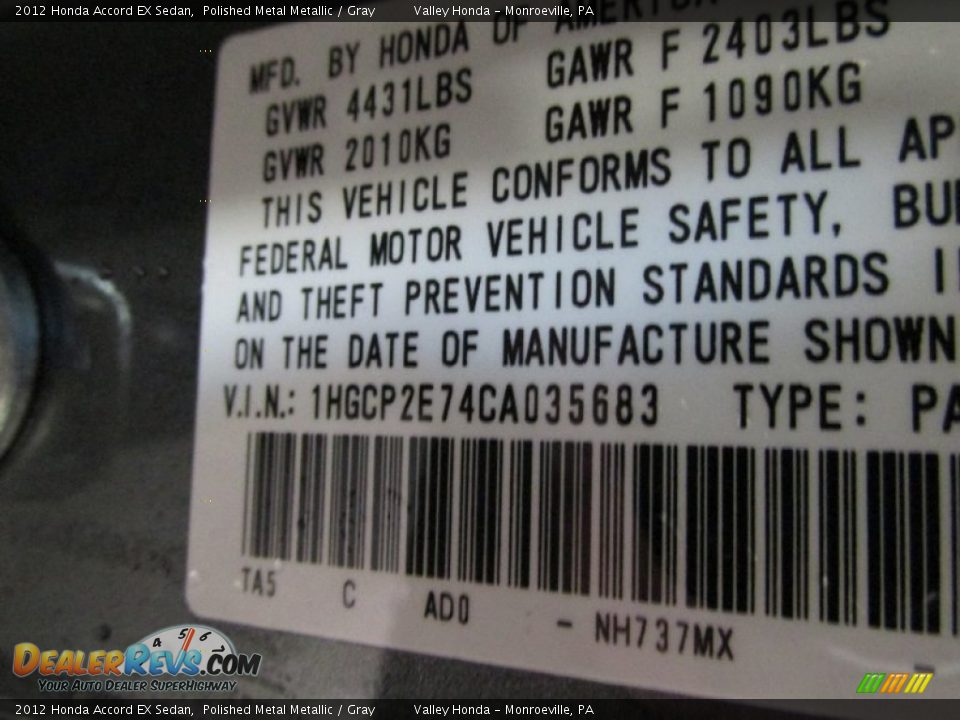 2012 Honda Accord EX Sedan, Polished Metal Metallic / Gray Valley Honda - Monroeville, PA
MFD. BY HONDA OF AMERICA
GVWR 4431LBS GAWR F 2403LBS
GVWR 2010KG GAWR F 1090KG
THIS VEHICLE CONFORMS TO ALL AP
FEDERAL MOTOR VEHICLE SAFETY, BU
AND THEFT PREVENTION STANDARDS I
ON THE DATE OF MANUFACTURE SHOWN
V.I.N.: 1HGCP2E74CA035683 TYPE: PA
TA5 C AD0 - NH737MX
4 5 6
DEALERREVS.COM
YOUR AUTO DEALER SUPERHIGHWAY
2012 Honda Accord EX Sedan, Polished Metal Metallic / Gray Valley Honda - Monroeville, PA